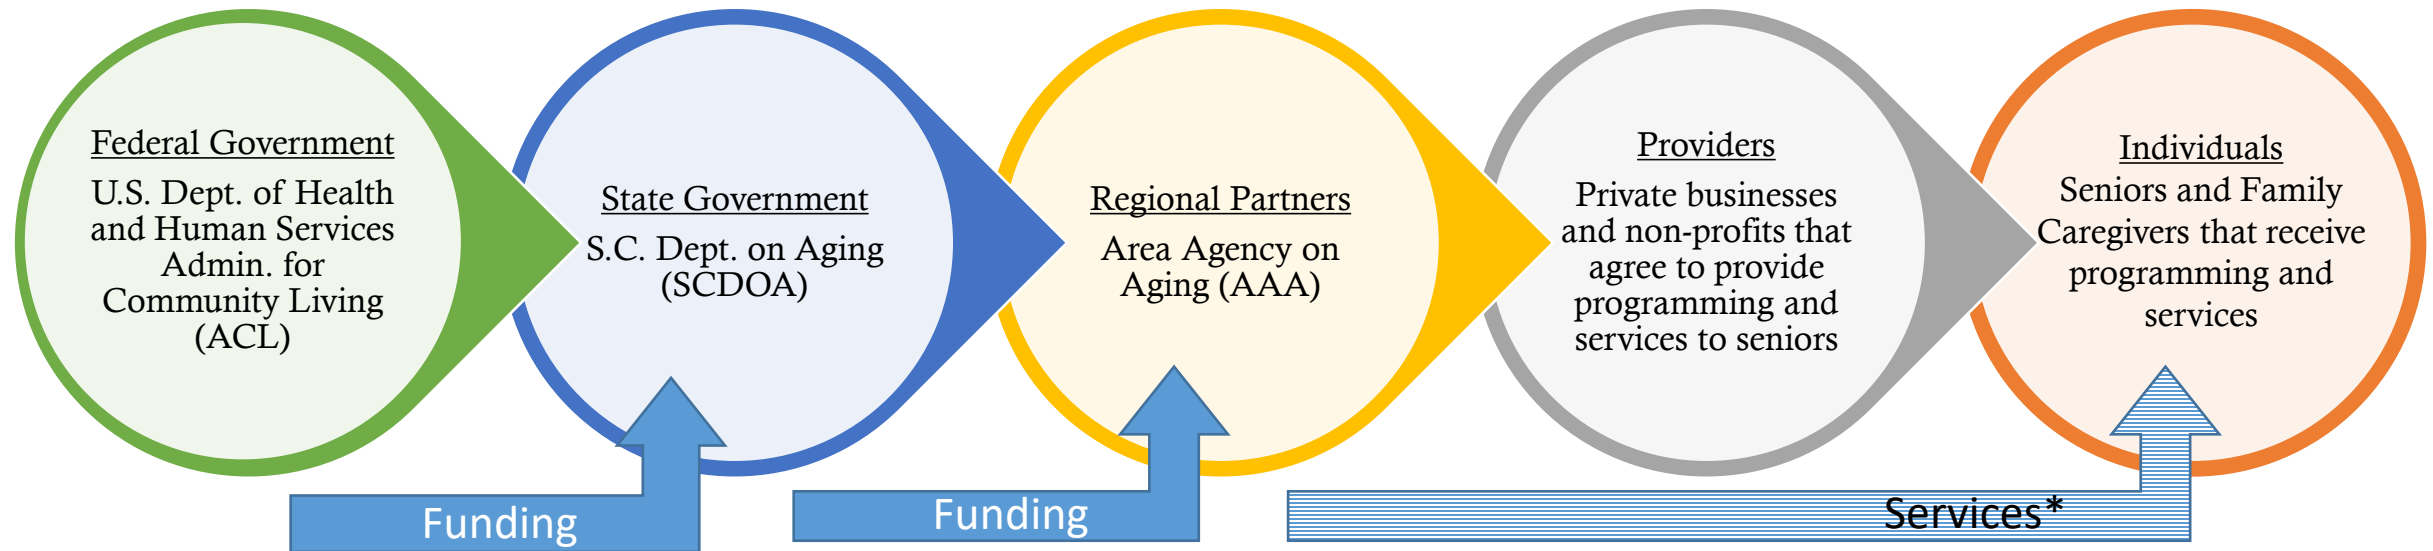 Federal Government
U.S. Dept. of Health
and Human Services
Admin. for
Community Living
(ACL)
State Government
S.C. Dept. on Aging
(SCDOA)
Regional Partners
Area Agency on
Aging (AAA)
Providers
Private businesses
and non-profits that
agree to provide
programming and
services to seniors
Individuals
Seniors and Family
Caregivers that receive
programming and
services
Funding
Funding
Services*